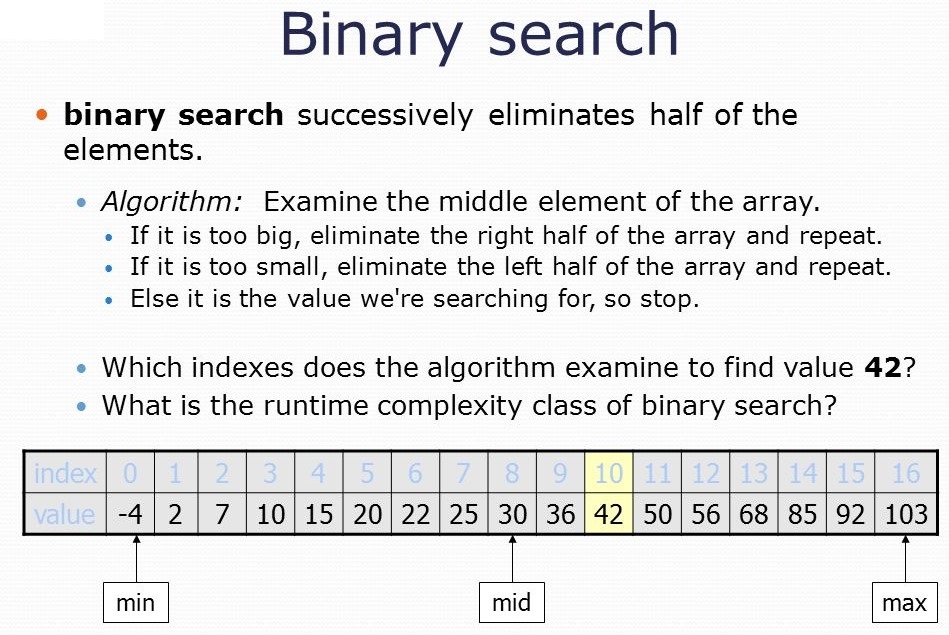 Binary search
• binary search successively eliminates half of the
elements.
• Algorithm: Examine the middle element of the array.
• If it is too big, eliminate the right half of the array and repeat.
• If it is too small, eliminate the left half of the array and repeat.
• Else it is the value we're searching for, so stop.
• Which indexes does the algorithm examine to find value 42?
• What is the runtime complexity class of binary search?
index 0 1 2 3 4 5 6 7 8 9 10 11 12 13 14 15 16
value -4 2 7 10 15 20 22 25 30 36 42 50 56 68 85 92 103
min mid max